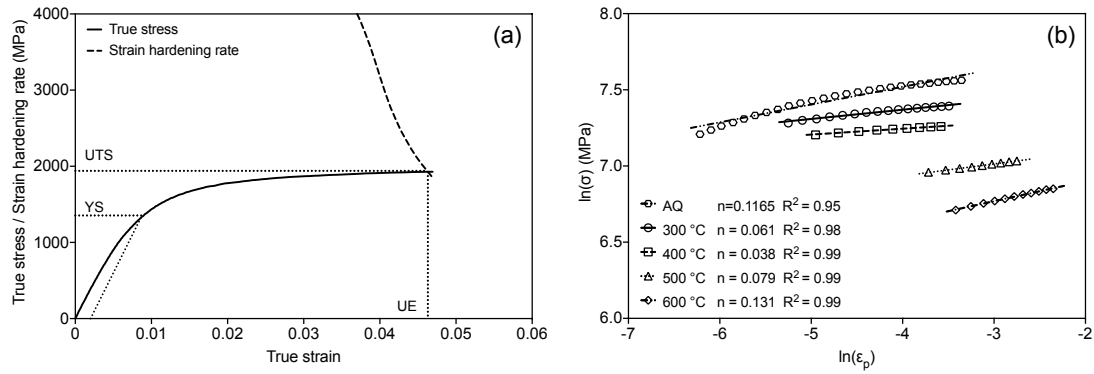 4000
3000
2000
1000
0
True stress / Strain hardening rate (MPa)
True stress
Strain hardening rate
(a)
UTS
YS
UE
0
0.01
0.02
0.03
0.04
0.05
0.06
True strain
8.0
7.5
7.0
6.5
6.0
ln(σ) (MPa)
(b)
AQ n=0.1165 R² = 0.95
300 °C n = 0.061 R² = 0.98
400 °C n = 0.038 R² = 0.99
500 °C n = 0.079 R² = 0.99
600 °C n = 0.131 R² = 0.99
-7
-6
-5
-4
-3
-2
ln(εp)